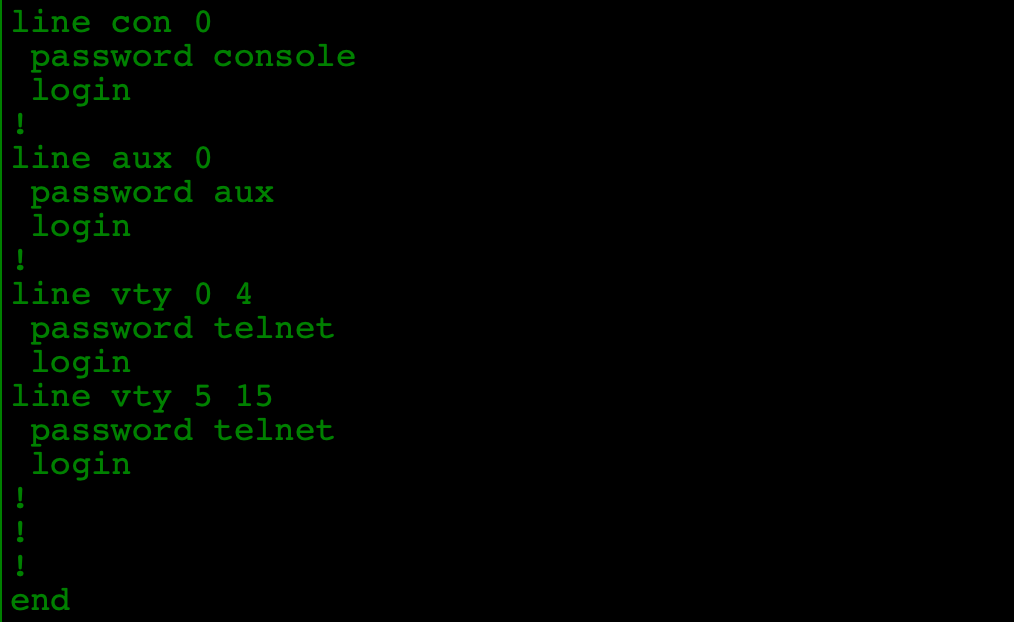 line con 0
 password console
 login
!
line aux 0
 password aux
 login
!
line vty 0 4
 password telnet
 login
line vty 5 15
 password telnet
 login
!
!
!
end